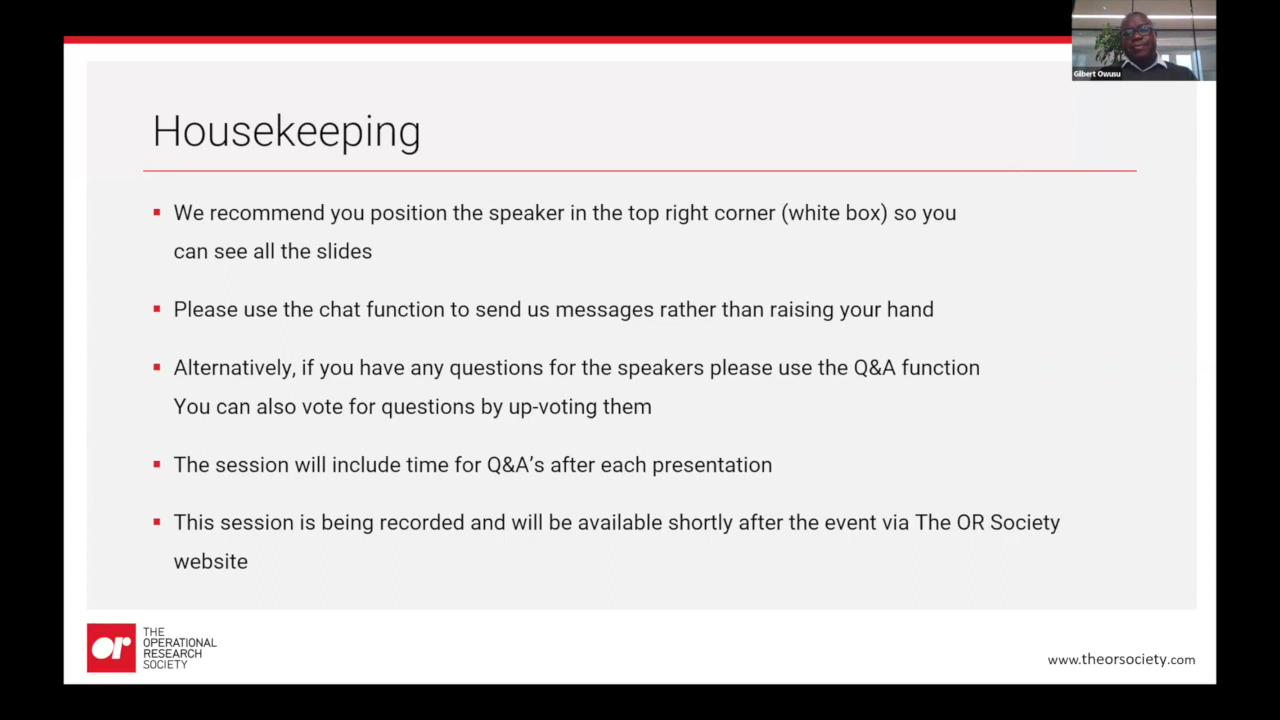 Gilbert Owusu
Housekeeping
We recommend you position the speaker in the top right corner (white box) so you
can see all the slides
Please use the chat function to send us messages rather than raising your hand
Alternatively, if you have any questions for the speakers please use the Q&A function
You can also vote for questions by up-voting them
The session will include time for Q&A’s after each presentation
This session is being recorded and will be available shortly after the event via The OR Society
website
or
THE
OPERATIONAL
RESEARCH
SOCIETY
www.theorsociety.com